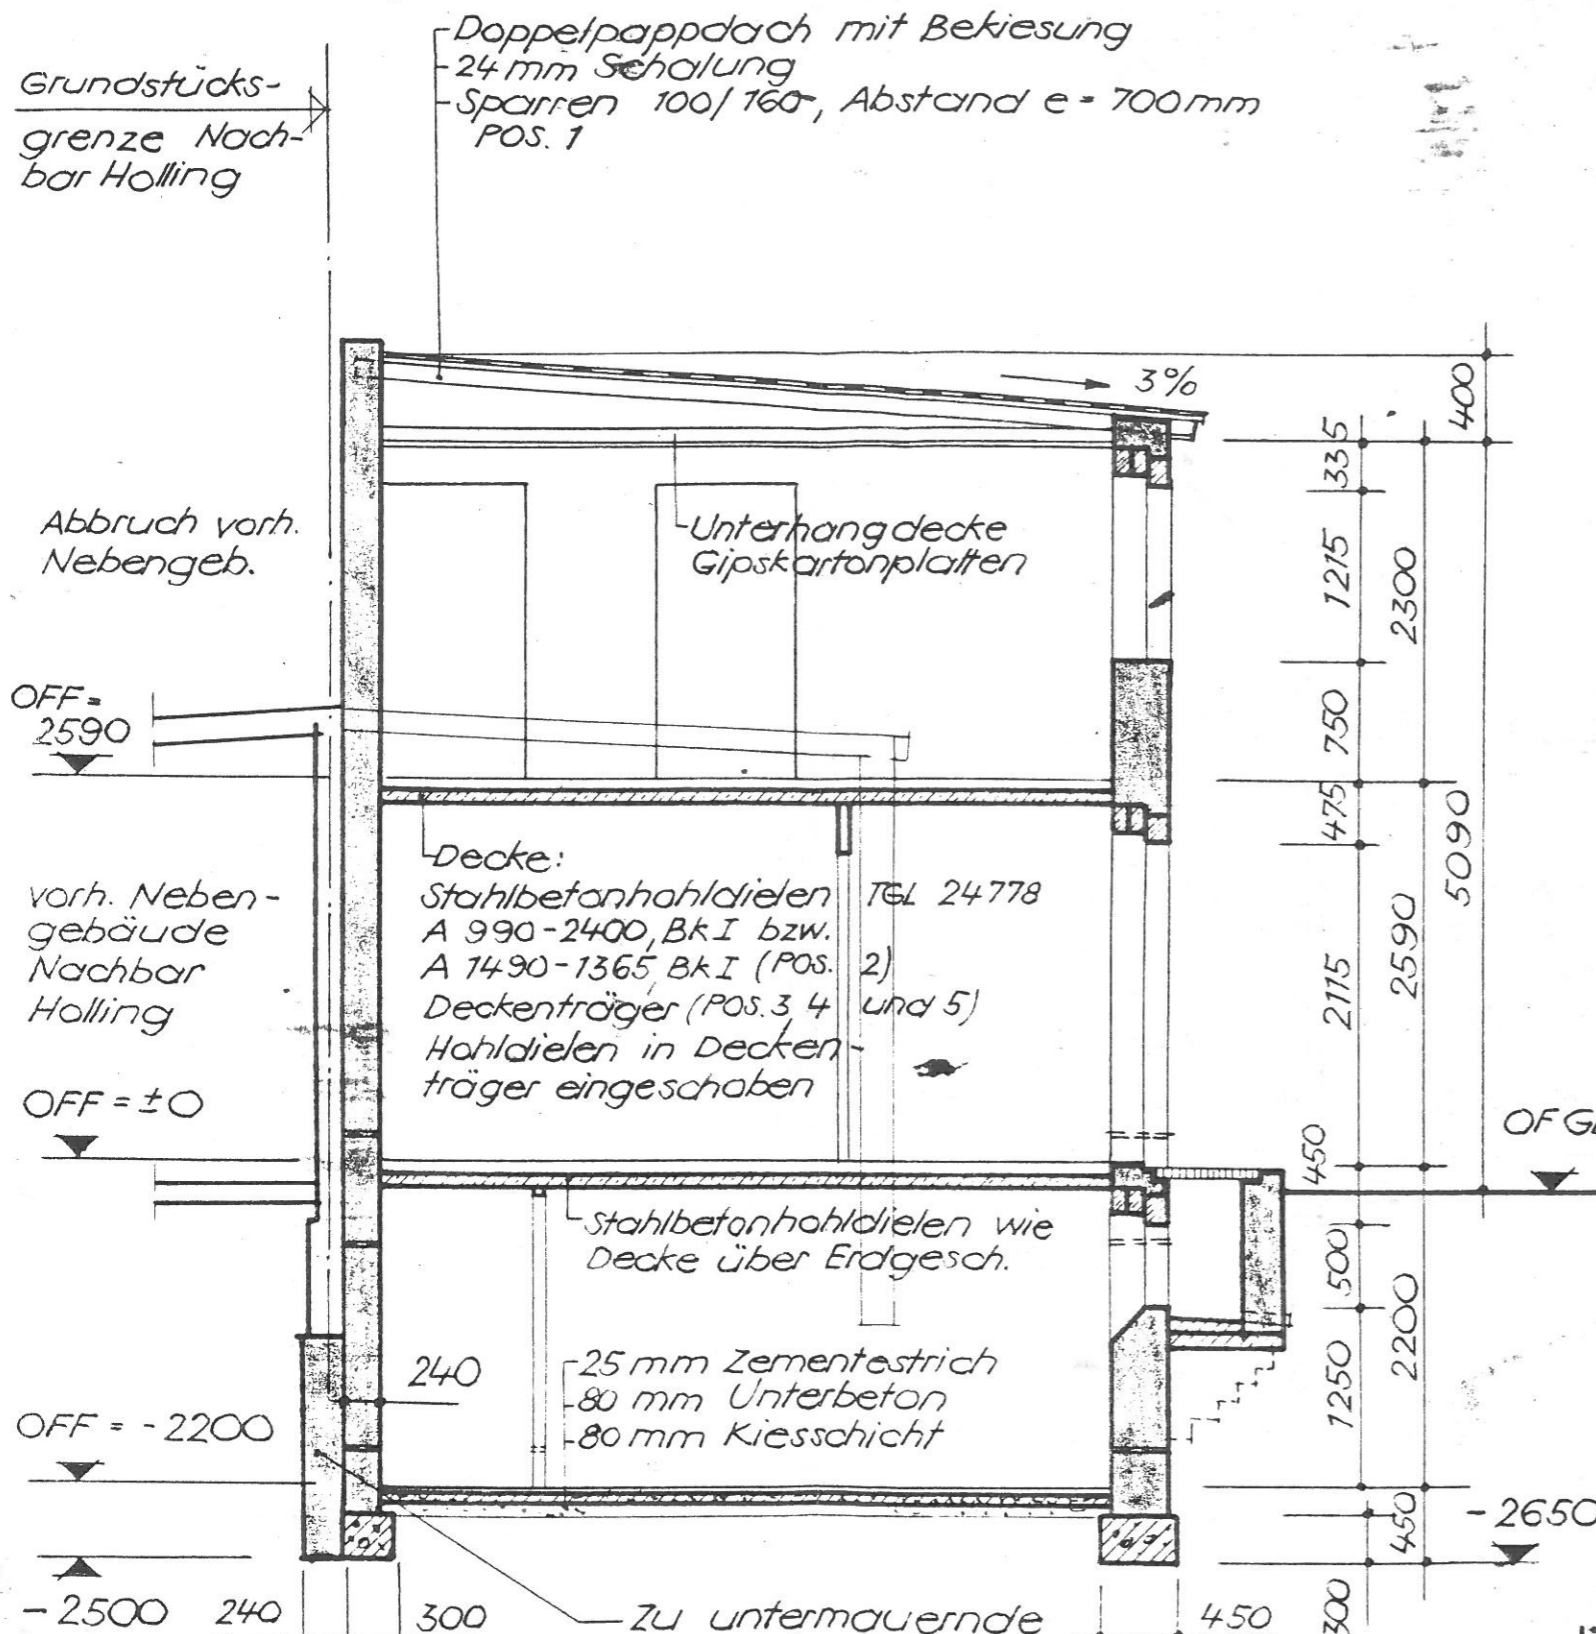 Doppelpappdach mit Bekiesung
24 mm Schalung
Sparren 100/160, Abstand e = 700mm
POS. 1
Grundstücks-
grenze Nach-
bar Holling
3%
400
335
1215
2300
750
475
5090
2115
2590
450
500
2200
1250
450
300
Unterhangdecke
Gipskartonplatten
Abbruch vorh.
Nebengeb.
OFF =
2590
Decke:
Stahlbetonhohldielen TGL 24778
A 990-2400, BkI bzw.
A 1490-1365, BkI (POS. 2)
Deckenträger (POS. 3, 4 und 5)
Hohldielen in Decken-
träger eingeschoben
vorh. Neben-
gebäude
Nachbar
Holling
OFF = ±0
Stahlbetonhohldielen wie
Decke über Erdgesch.
240
25 mm Zementestrich
80 mm Unterbeton
80 mm Kiesschicht
OFF = -2200
-2650
-2500
240
300
Zu untermauernde
450